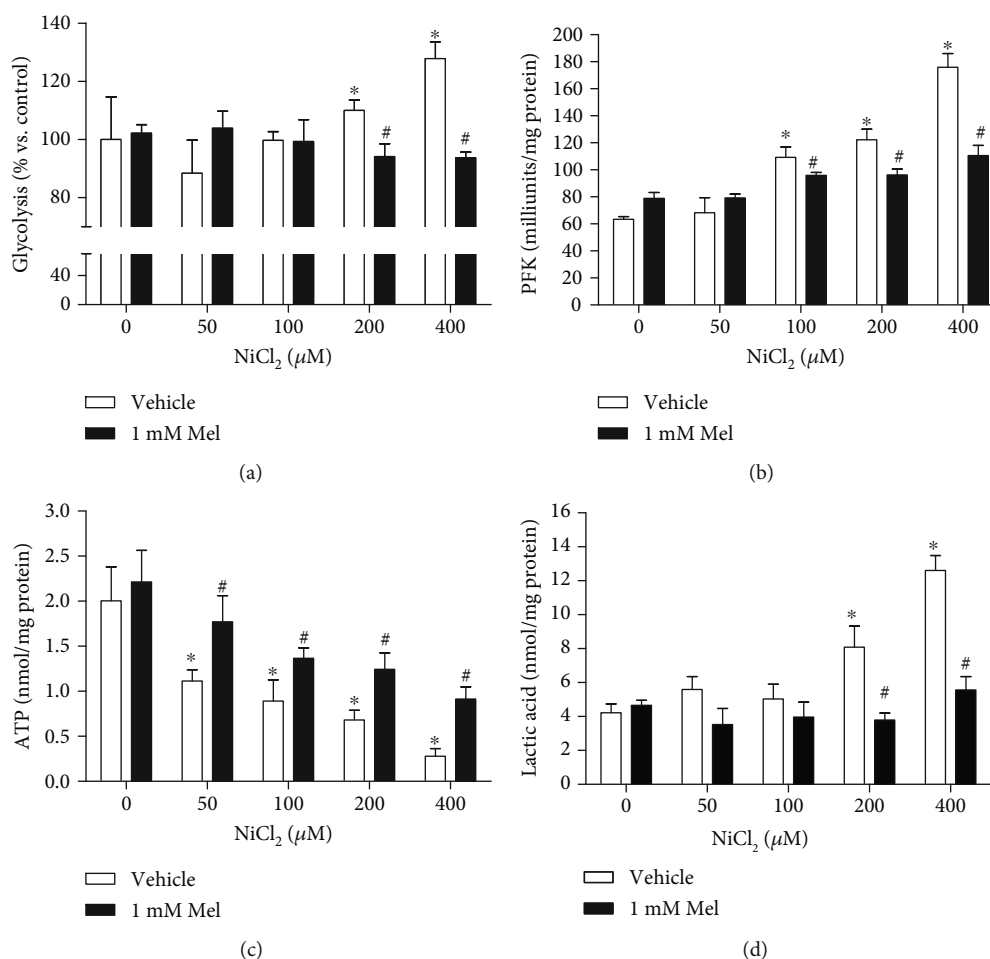 140
120
100
80
40
0
Glycolysis (% vs. control)
* *
# #
0 50 100 200 400
NiCl2 (μM)
Vehicle
1 mM Mel
(a)
200
180
160
140
120
100
80
60
40
20
0
PFK (milliunits/mg protein)
* * *
# # #
0 50 100 200 400
NiCl2 (μM)
Vehicle
1 mM Mel
(b)
3.0
2.5
2.0
1.5
1.0
0.5
0.0
ATP (nmol/mg protein)
* * * *
# # # #
0 50 100 200 400
NiCl2 (μM)
Vehicle
1 mM Mel
(c)
16
14
12
10
8
6
4
2
0
Lactic acid (nmol/mg protein)
* *
# #
0 50 100 200 400
NiCl2 (μM)
Vehicle
1 mM Mel
(d)